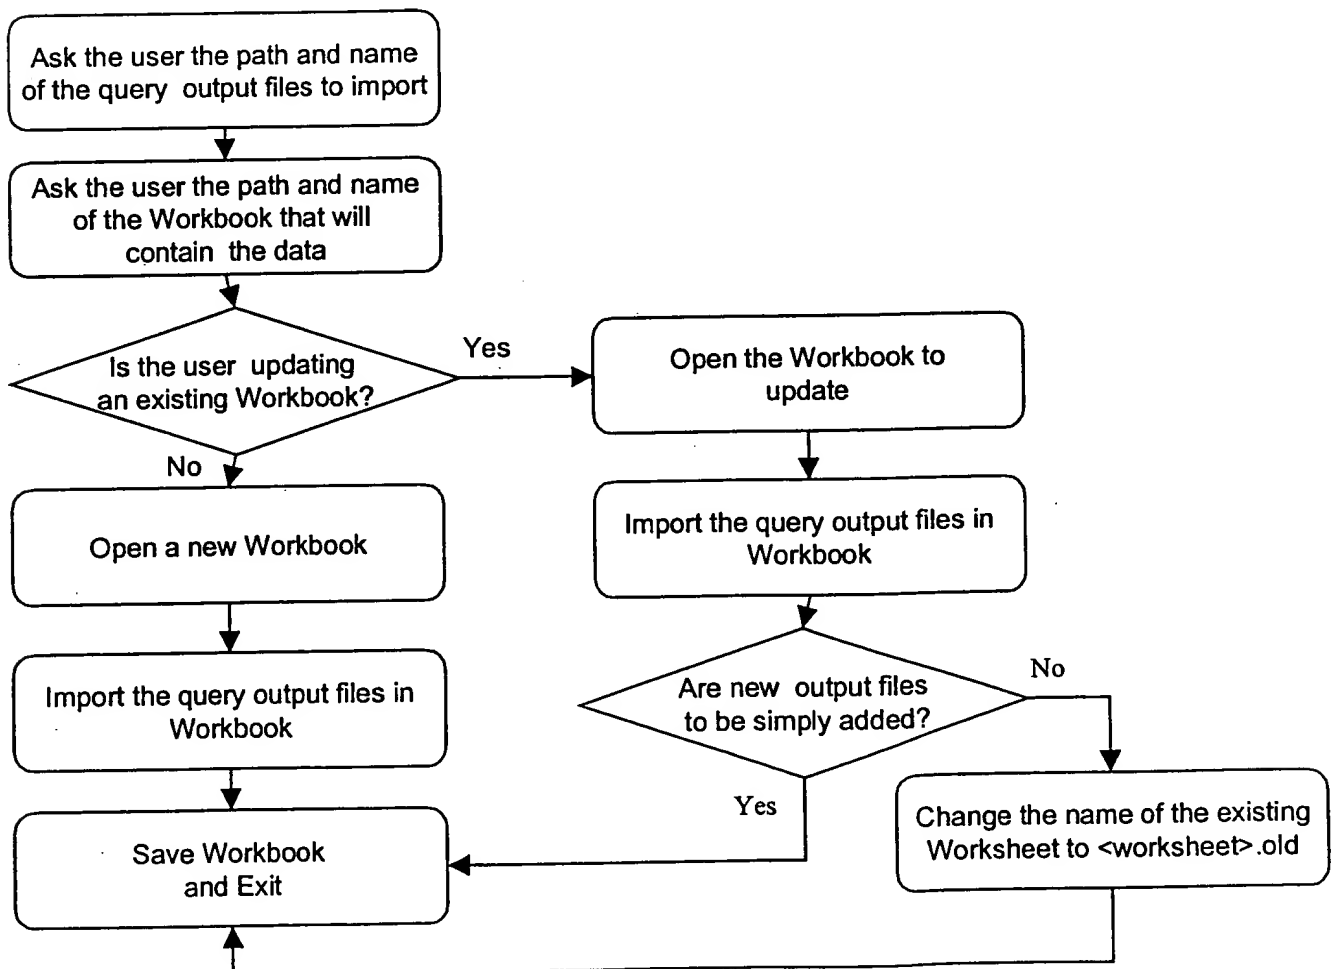 Ask the user the path and name
of the query output files to import
Ask the user the path and name
of the Workbook that will
contain the data
Is the user updating
an existing Workbook?
Yes
No
Open the Workbook to
update
Open a new Workbook
Import the query output files in
Workbook
Import the query output files in
Workbook
Are new output files
to be simply added?
No
Yes
Change the name of the existing
Worksheet to <worksheet>.old
Save Workbook
and Exit